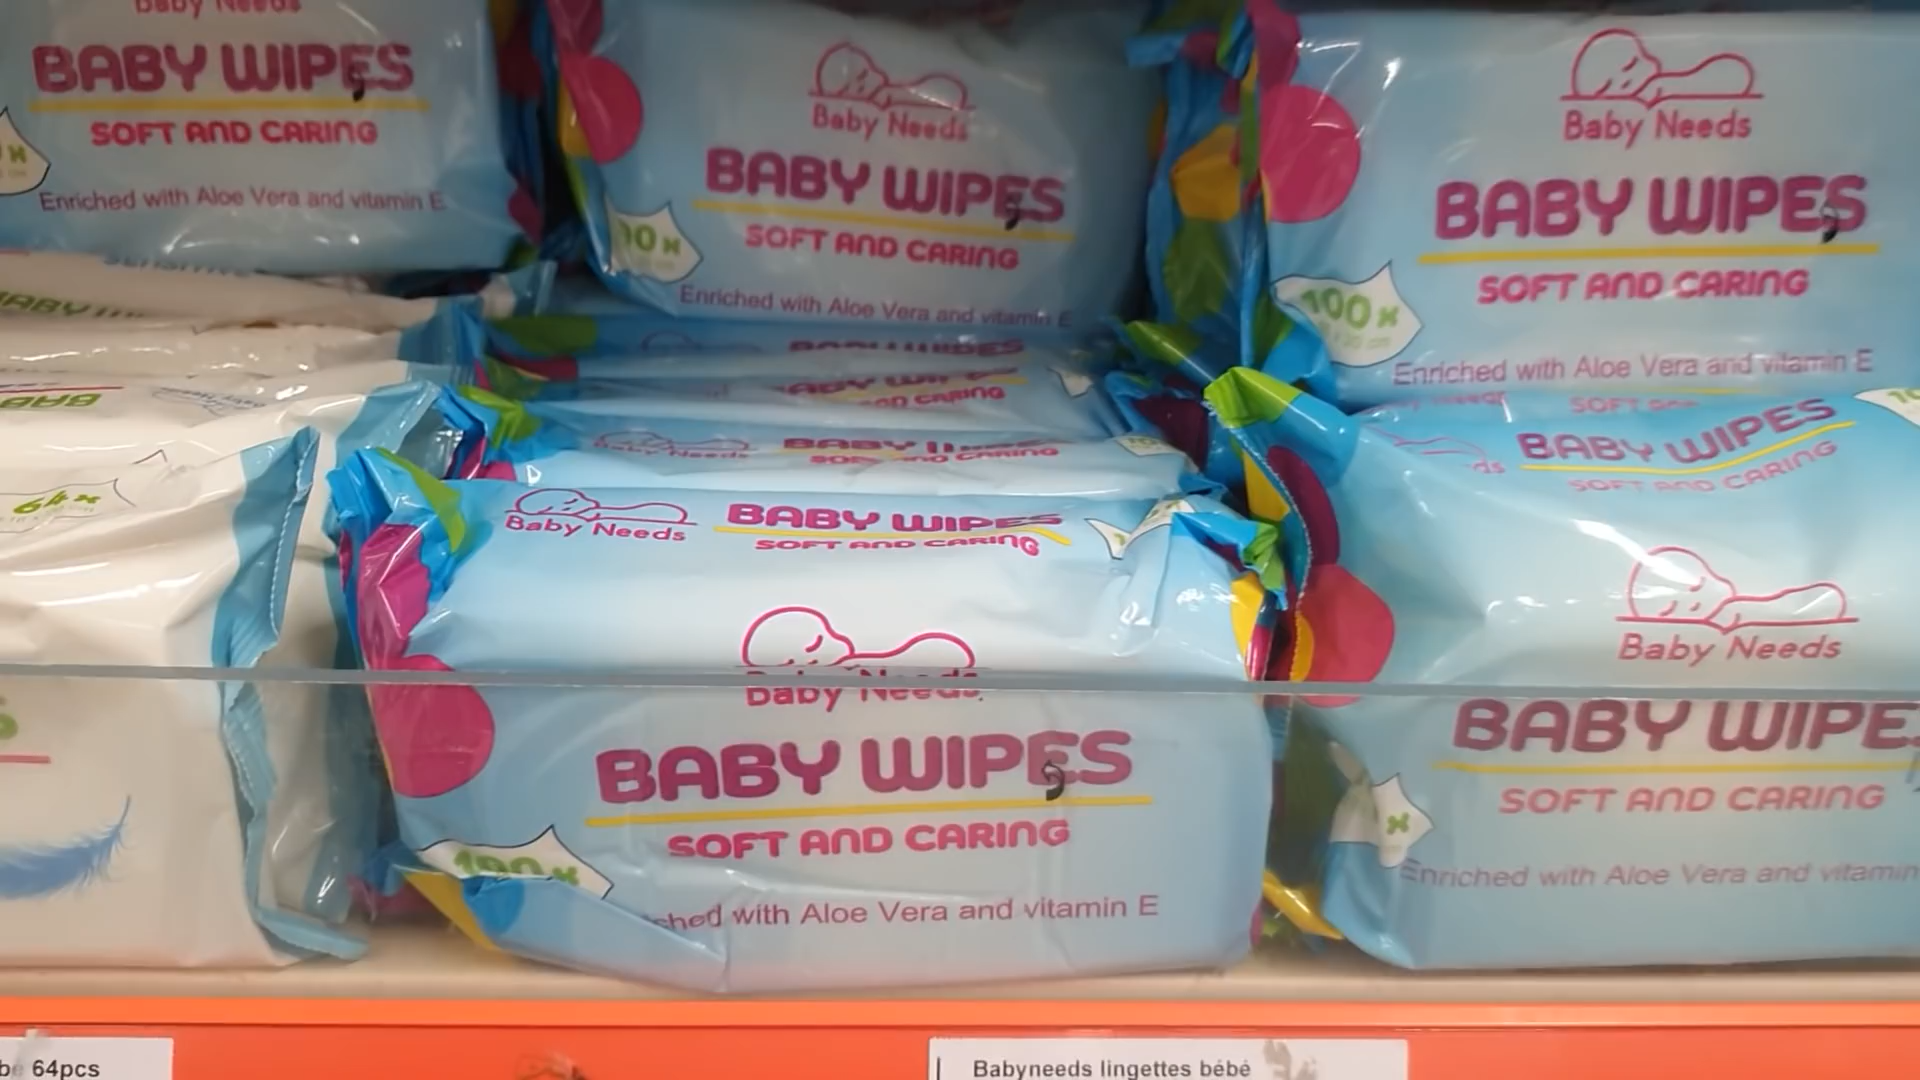 Baby Needs
BABY WIPES
SOFT AND CARING
Enriched with Aloe Vera and vitamin E
Baby Needs
BABY WIPES
SOFT AND CARING
Enriched with Aloe Vera and vitamin E
Baby Needs
BABY WIPES
SOFT AND CARING
100x
Enriched with Aloe Vera and vitamin E
BABY WIPES
SOFT AND CARING
Baby Needs
BABY
CARING
Baby Needs
SOFT AND CARING
64x
Baby Needs
BABY WIPES
SOFT AND CARING
Baby Needs
BABY WIPES
SOFT AND CARING
100x
with Aloe Vera and vitamin E
BABY WIPE
SOFT AND CARING
Enriched with Aloe Vera and vitamin
64pcs
Babyneeds lingettes bébé